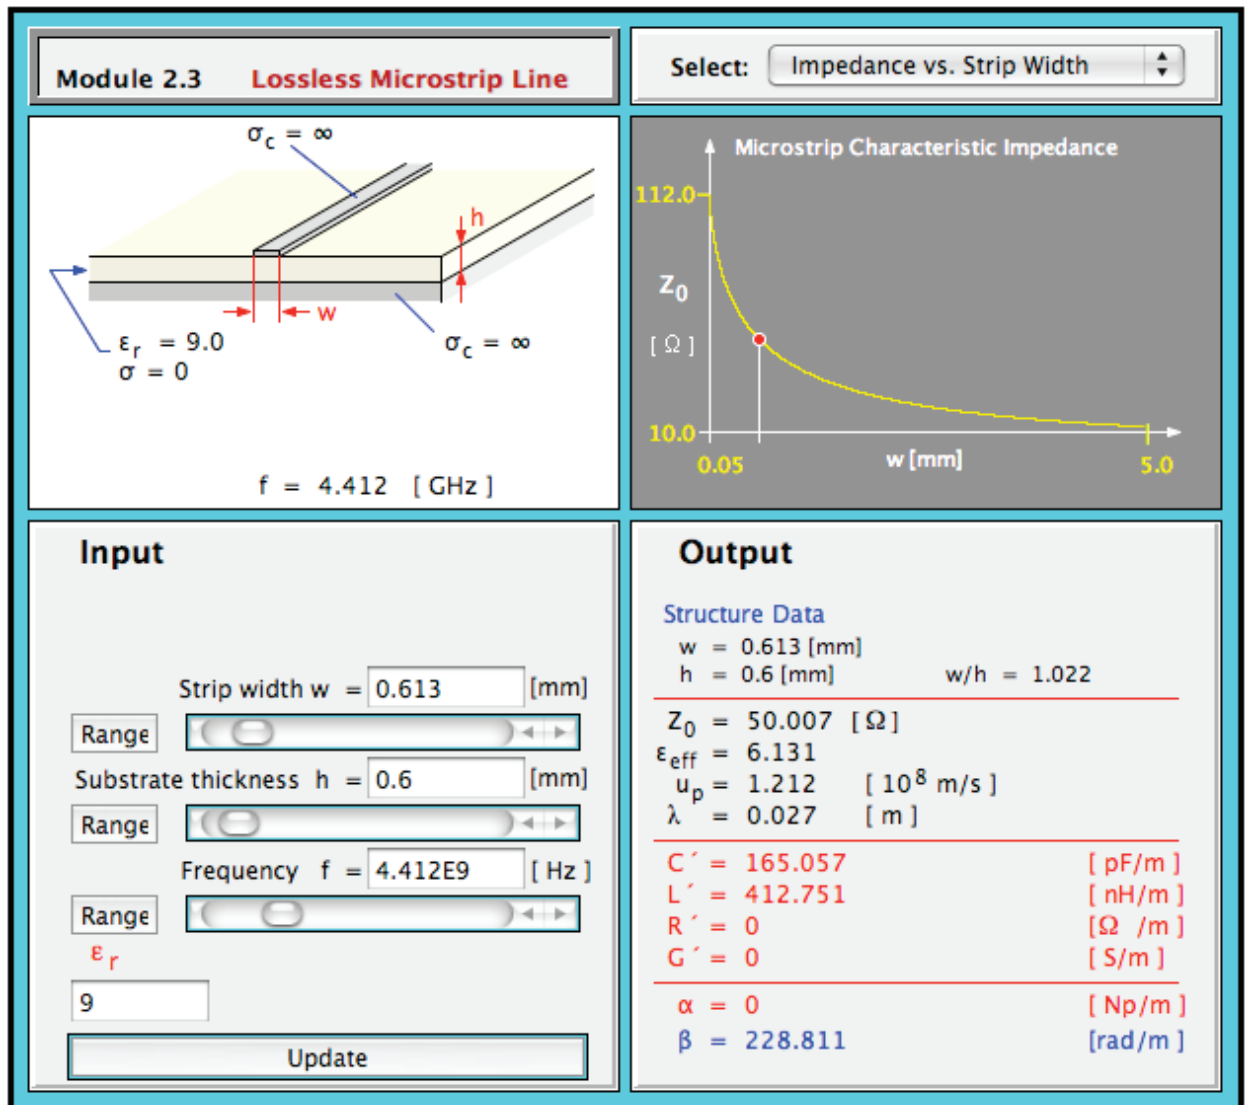 Module 2.3 Lossless Microstrip Line
Select: Impedance vs. Strip Width
σc = ∞
h
w
εr = 9.0
σ = 0
σc = ∞
f = 4.412 [ GHz ]
Microstrip Characteristic Impedance
112.0
Z0
[ Ω ]
10.0
0.05
w [mm]
5.0
Input
Strip width w = 0.613 [mm]
Range
Substrate thickness h = 0.6 [mm]
Range
Frequency f = 4.412E9 [ Hz ]
Range
εr
9
Update
Output
Structure Data
w = 0.613 [mm]
h = 0.6 [mm] w/h = 1.022
Z0 = 50.007 [ Ω ]
εeff = 6.131
up = 1.212 [ 10⁸ m/s ]
λ = 0.027 [ m ]
C´ = 165.057 [ pF/m ]
L´ = 412.751 [ nH/m ]
R´ = 0 [Ω /m ]
G´ = 0 [ S/m ]
α = 0 [ Np/m ]
β = 228.811 [rad/m ]